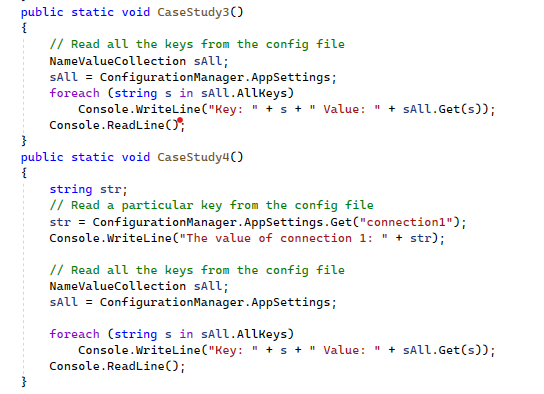 public static void CaseStudy3()
{
    // Read all the keys from the config file
    NameValueCollection sAll;
    sAll = ConfigurationManager.AppSettings;
    foreach (string s in sAll.AllKeys)
        Console.WriteLine("Key: " + s + " Value: " + sAll.Get(s));
    Console.ReadLine();
}
public static void CaseStudy4()
{
    string str;
    // Read a particular key from the config file
    str = ConfigurationManager.AppSettings.Get("connection1");
    Console.WriteLine("The value of connection 1: " + str);

    // Read all the keys from the config file
    NameValueCollection sAll;
    sAll = ConfigurationManager.AppSettings;

    foreach (string s in sAll.AllKeys)
        Console.WriteLine("Key: " + s + " Value: " + sAll.Get(s));
    Console.ReadLine();
}